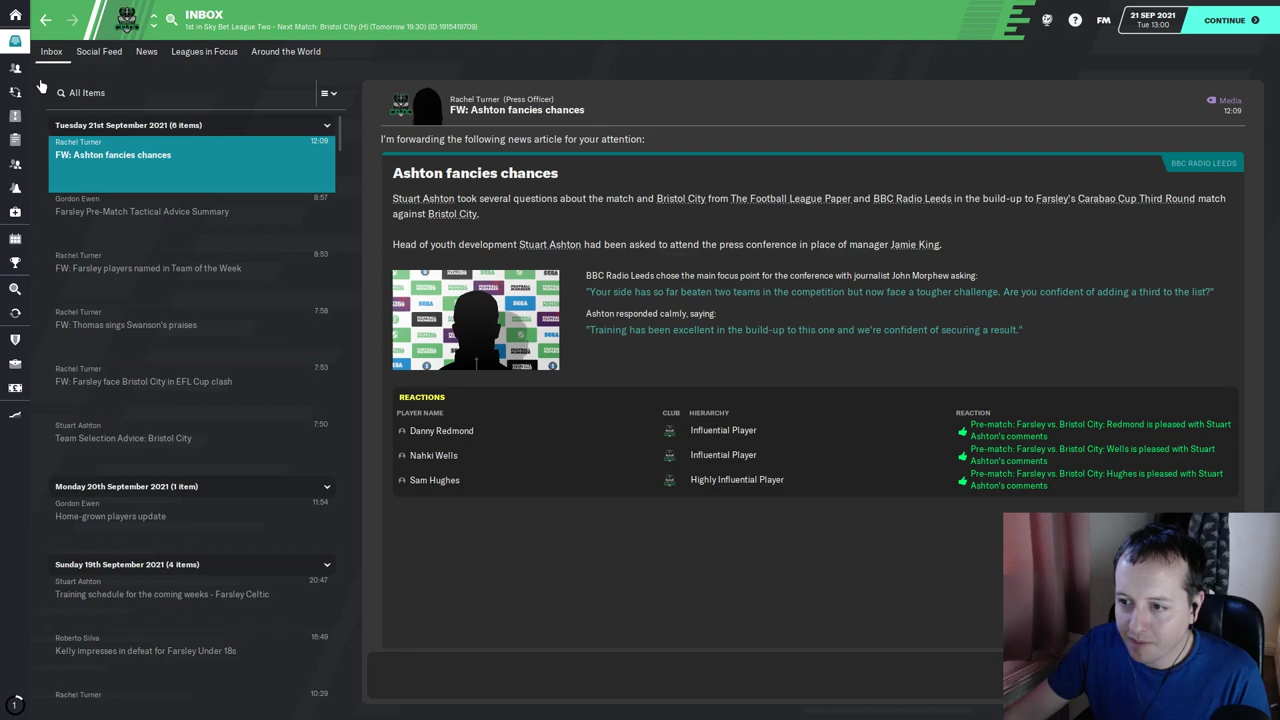 INBOX
1st in Sky Bet League Two - Next Match: Bristol City (H) (Tomorrow 19:30) (ID:1915419709)
FM
21 SEP 2021
Tue 13:00
CONTINUE
Inbox
Social Feed
News
Leagues in Focus
Around the World
All Items
Tuesday 21st September 2021 (6 items)
Rachel Turner
12:09
FW: Ashton fancies chances
Gordon Ewen
8:57
Farsley Pre-Match Tactical Advice Summary
Rachel Turner
8:53
FW: Farsley players named in Team of the Week
Rachel Turner
7:58
FW: Thomas sings Swanson's praises
Rachel Turner
7:53
FW: Farsley face Bristol City in EFL Cup clash
Stuart Ashton
7:50
Team Selection Advice: Bristol City
Monday 20th September 2021 (1 item)
Gordon Ewen
11:54
Home-grown players update
Sunday 19th September 2021 (4 items)
Stuart Ashton
20:47
Training schedule for the coming weeks - Farsley Celtic
Roberto Silva
16:49
Kelly impresses in defeat for Farsley Under 18s
Rachel Turner
10:29
1
Rachel Turner (Press Officer)
FW: Ashton fancies chances
Media
12:09
I'm forwarding the following news article for your attention:
BBC RADIO LEEDS
Ashton fancies chances
Stuart Ashton took several questions about the match and Bristol City from The Football League Paper and BBC Radio Leeds in the build-up to Farsley's Carabao Cup Third Round match
against Bristol City.
Head of youth development Stuart Ashton had been asked to attend the press conference in place of manager Jamie King.
BBC Radio Leeds chose the main focus point for the conference with journalist John Morphew asking:
"Your side has so far beaten two teams in the competition but now face a tougher challenge. Are you confident of adding a third to the list?"
Ashton responded calmly, saying:
"Training has been excellent in the build-up to this one and we're confident of securing a result."
SEGA
REACTIONS
PLAYER NAME
CLUB
HIERARCHY
REACTION
Danny Redmond
Influential Player
Pre-match: Farsley vs. Bristol City: Redmond is pleased with Stuart
Ashton's comments
Nahki Wells
Influential Player
Pre-match: Farsley vs. Bristol City: Wells is pleased with Stuart
Ashton's comments
Sam Hughes
Highly Influential Player
Pre-match: Farsley vs. Bristol City: Hughes is pleased with Stuart
Ashton's comments